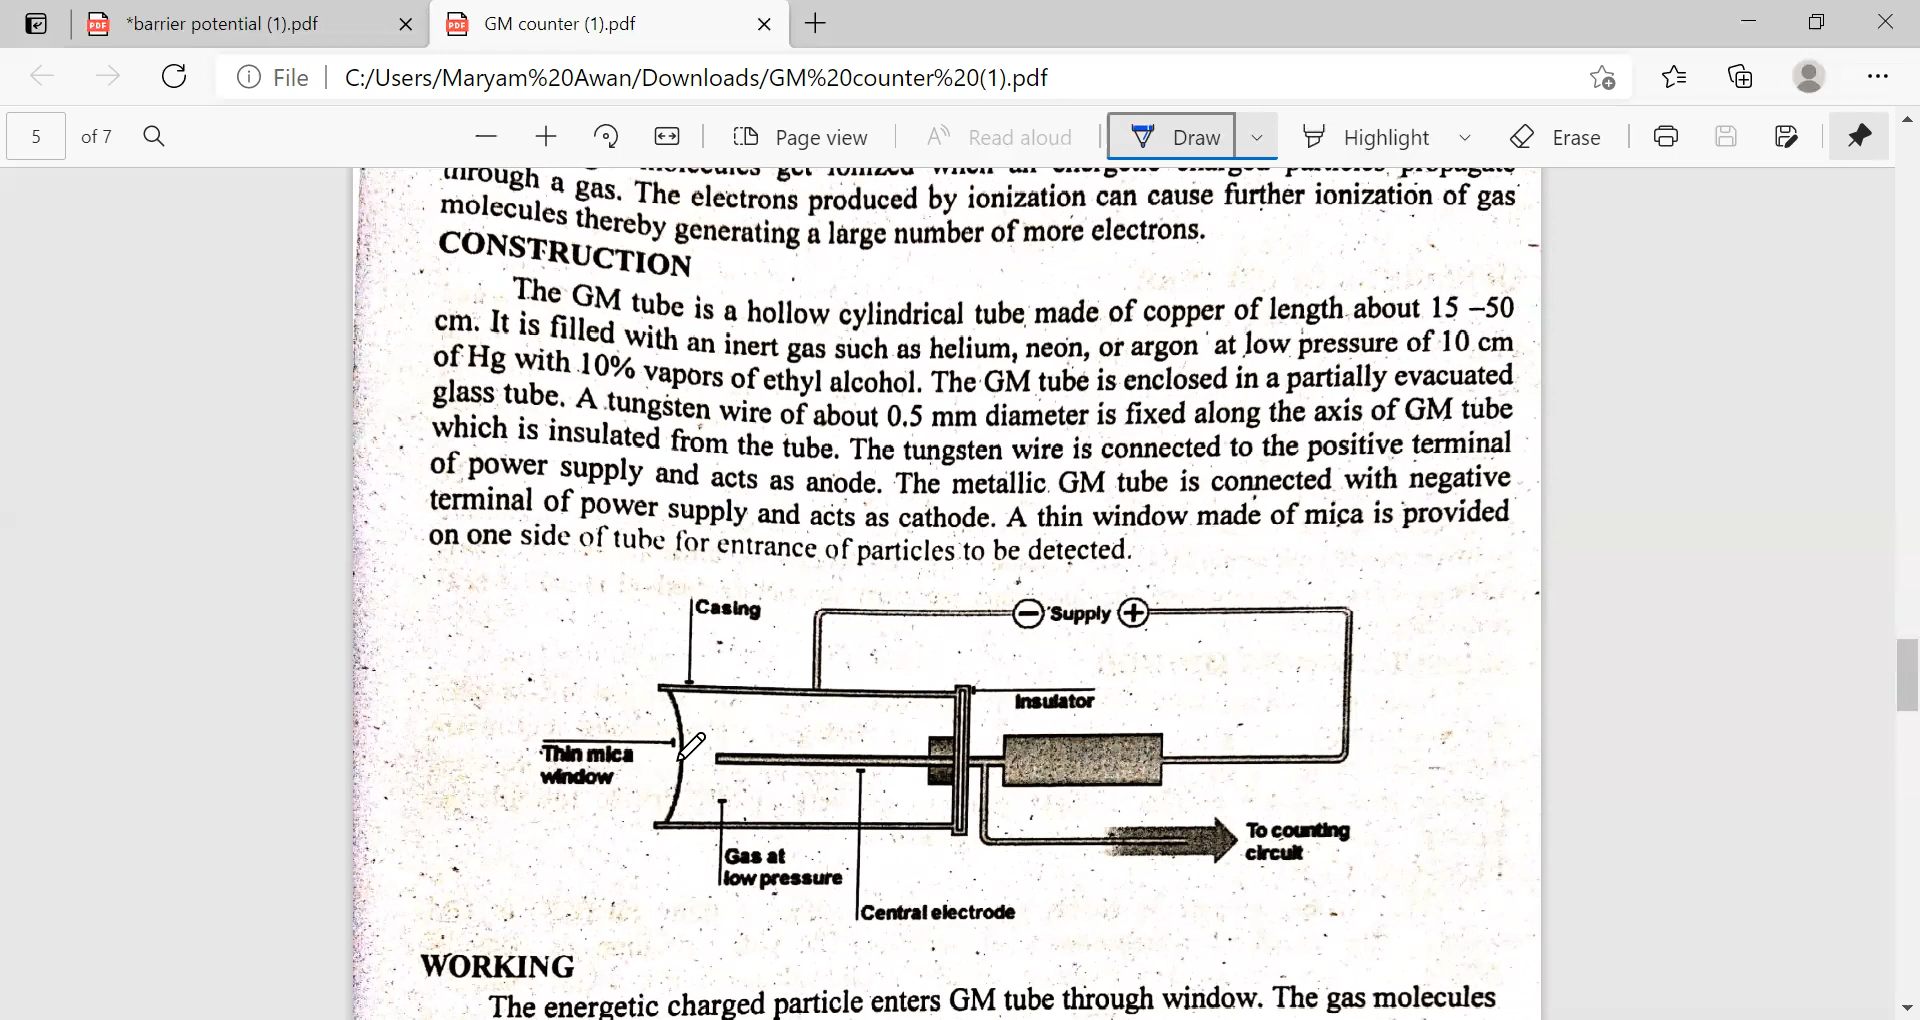 *barrier potential (1).pdf
GM counter (1).pdf
File
C:/Users/Maryam%20Awan/Downloads/GM%20counter%20(1).pdf
5 of 7
Page view
Read aloud
Draw
Highlight
Erase
molecules get ionized when an energetic charged particles propagate
through a gas. The electrons produced by ionization can cause further ionization of gas
molecules thereby generating a large number of more electrons.
CONSTRUCTION
The GM tube is a hollow cylindrical tube made of copper of length about 15 –50
cm. It is filled with an inert gas such as helium, neon, or argon at low pressure of 10 cm
of Hg with 10% vapors of ethyl alcohol. The GM tube is enclosed in a partially evacuated
glass tube. A tungsten wire of about 0.5 mm diameter is fixed along the axis of GM tube
which is insulated from the tube. The tungsten wire is connected to the positive terminal
of power supply and acts as anode. The metallic GM tube is connected with negative
terminal of power supply and acts as cathode. A thin window made of mica is provided
on one side of tube for entrance of particles to be detected.
Casing
− Supply +
Insulator
Thin mica
window
To counting
circuit
Gas at
low pressure
Central electrode
WORKING
The energetic charged particle enters GM tube through window. The gas molecules